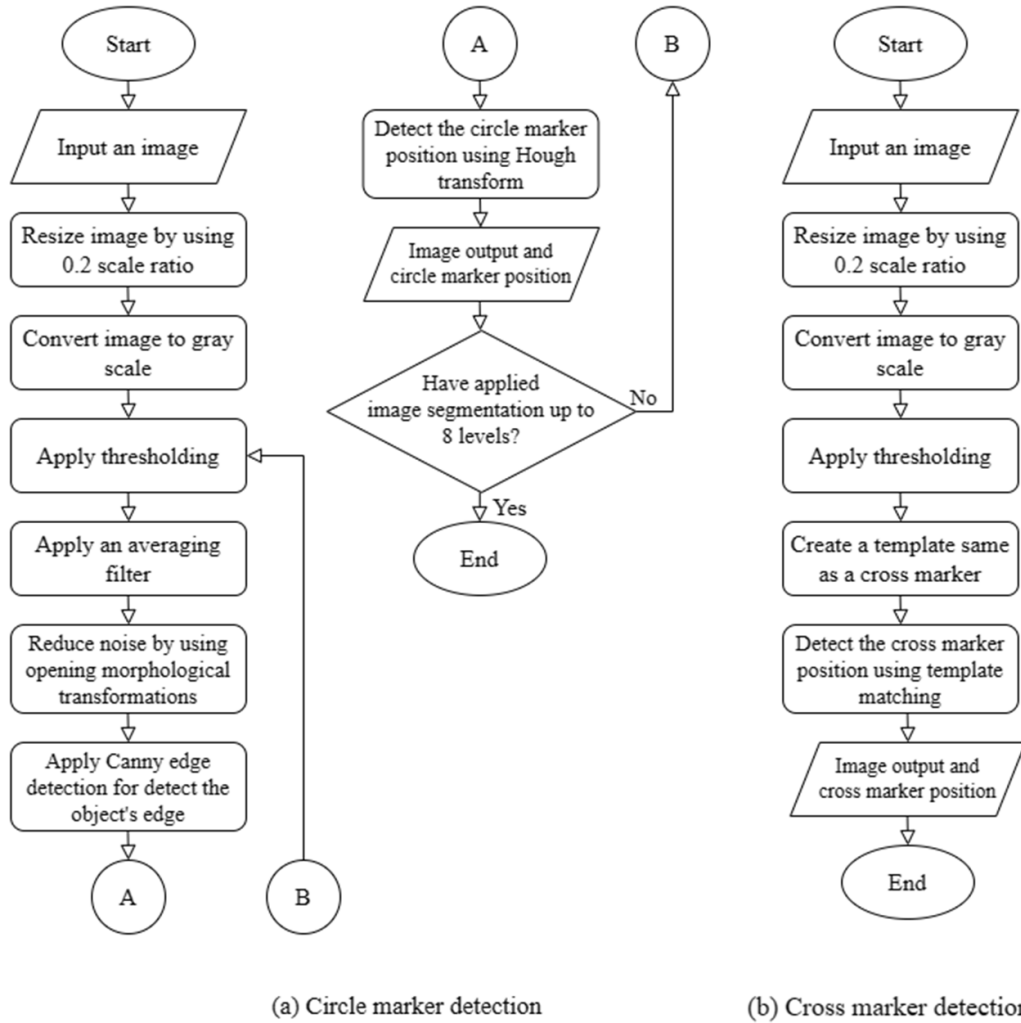 Start
Input an image
Resize image by using
0.2 scale ratio
Convert image to gray
scale
Apply thresholding
Apply an averaging
filter
Reduce noise by using
opening morphological
transformations
Apply Canny edge
detection for detect the
object's edge
A
B
A
Detect the circle marker
position using Hough
transform
Image output and
circle marker position
Have applied
image segmentation up to
8 levels?
No
Yes
End
B
(a) Circle marker detection
Start
Input an image
Resize image by using
0.2 scale ratio
Convert image to gray
scale
Apply thresholding
Create a template same
as a cross marker
Detect the cross marker
position using template
matching
Image output and
cross marker position
End
(b) Cross marker detection